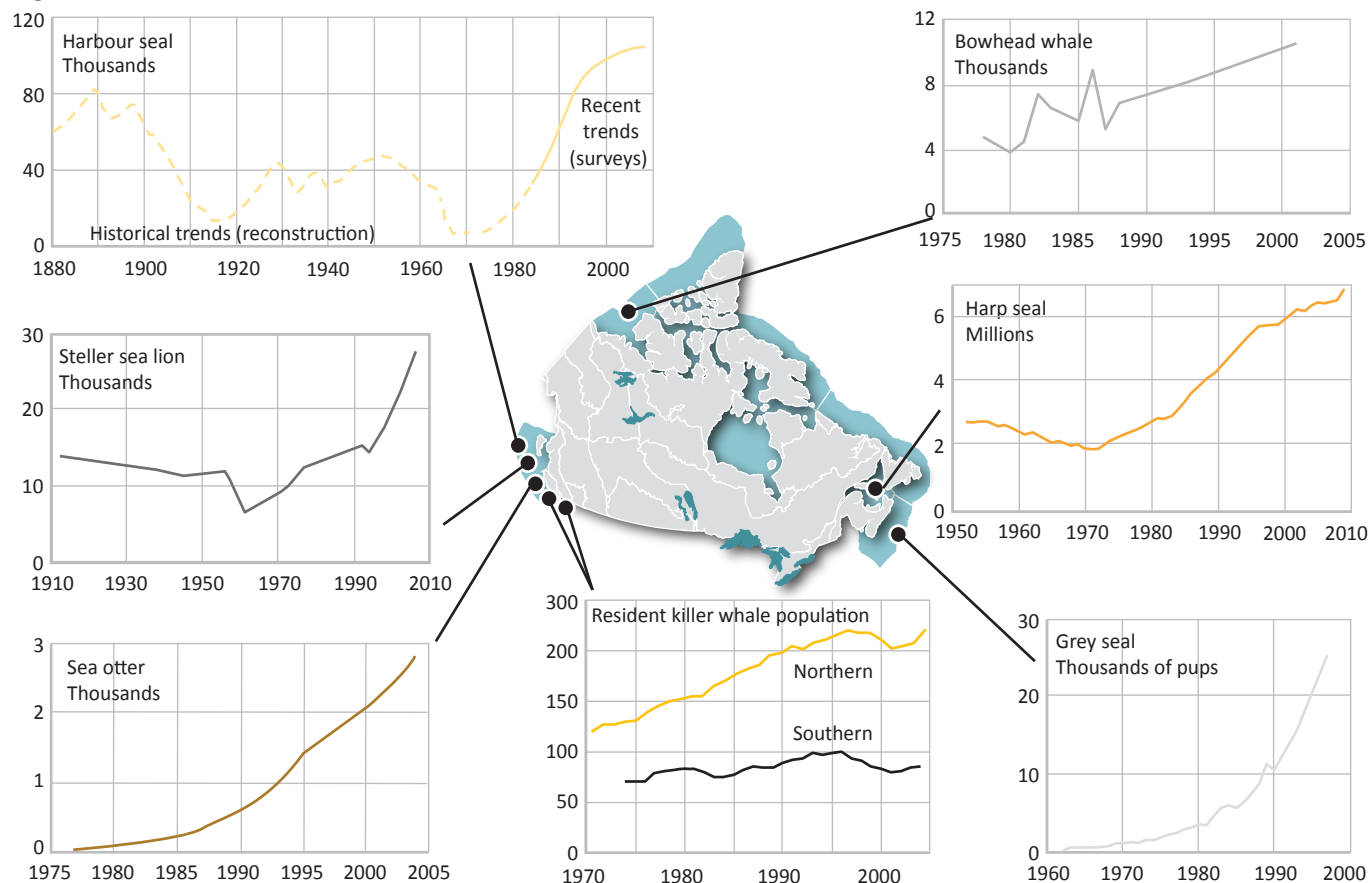 120
80
40
0
Harbour seal
Thousands
Recent
trends
(surveys)
Historical trends (reconstruction)
1880 1900 1920 1940 1960 1980 2000
12
8
4
0
Bowhead whale
Thousands
1975 1980 1985 1990 1995 2000 2005
30
20
10
0
Steller sea lion
Thousands
1911 1930 1950 1970 1990 2010
6
4
2
0
Harp seal
Millions
1950 1960 1970 1980 1990 2000 2010
3
2
1
0
Sea otter
Thousands
1975 1980 1985 1990 1995 2000 2005
300
250
200
150
100
50
0
Resident killer whale population
Northern
Southern
1970 1980 1990 2000
30
20
10
0
Grey seal
Thousands of pups
1960 1970 1980 1990 2000